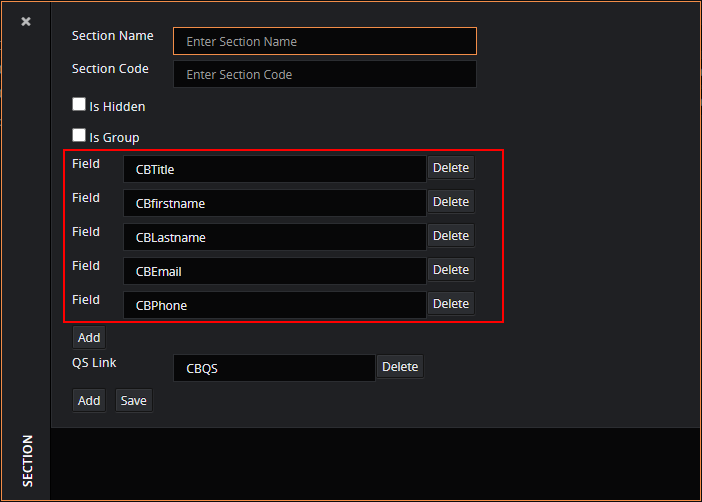 ×
Section Name Enter Section Name
Section Code Enter Section Code
Is Hidden
Is Group
Field CBTitle Delete
Field CBfirstname Delete
Field CBLastname Delete
Field CBEmail Delete
Field CBPhone Delete
Add
QS Link CBQS Delete
Add Save
SECTION